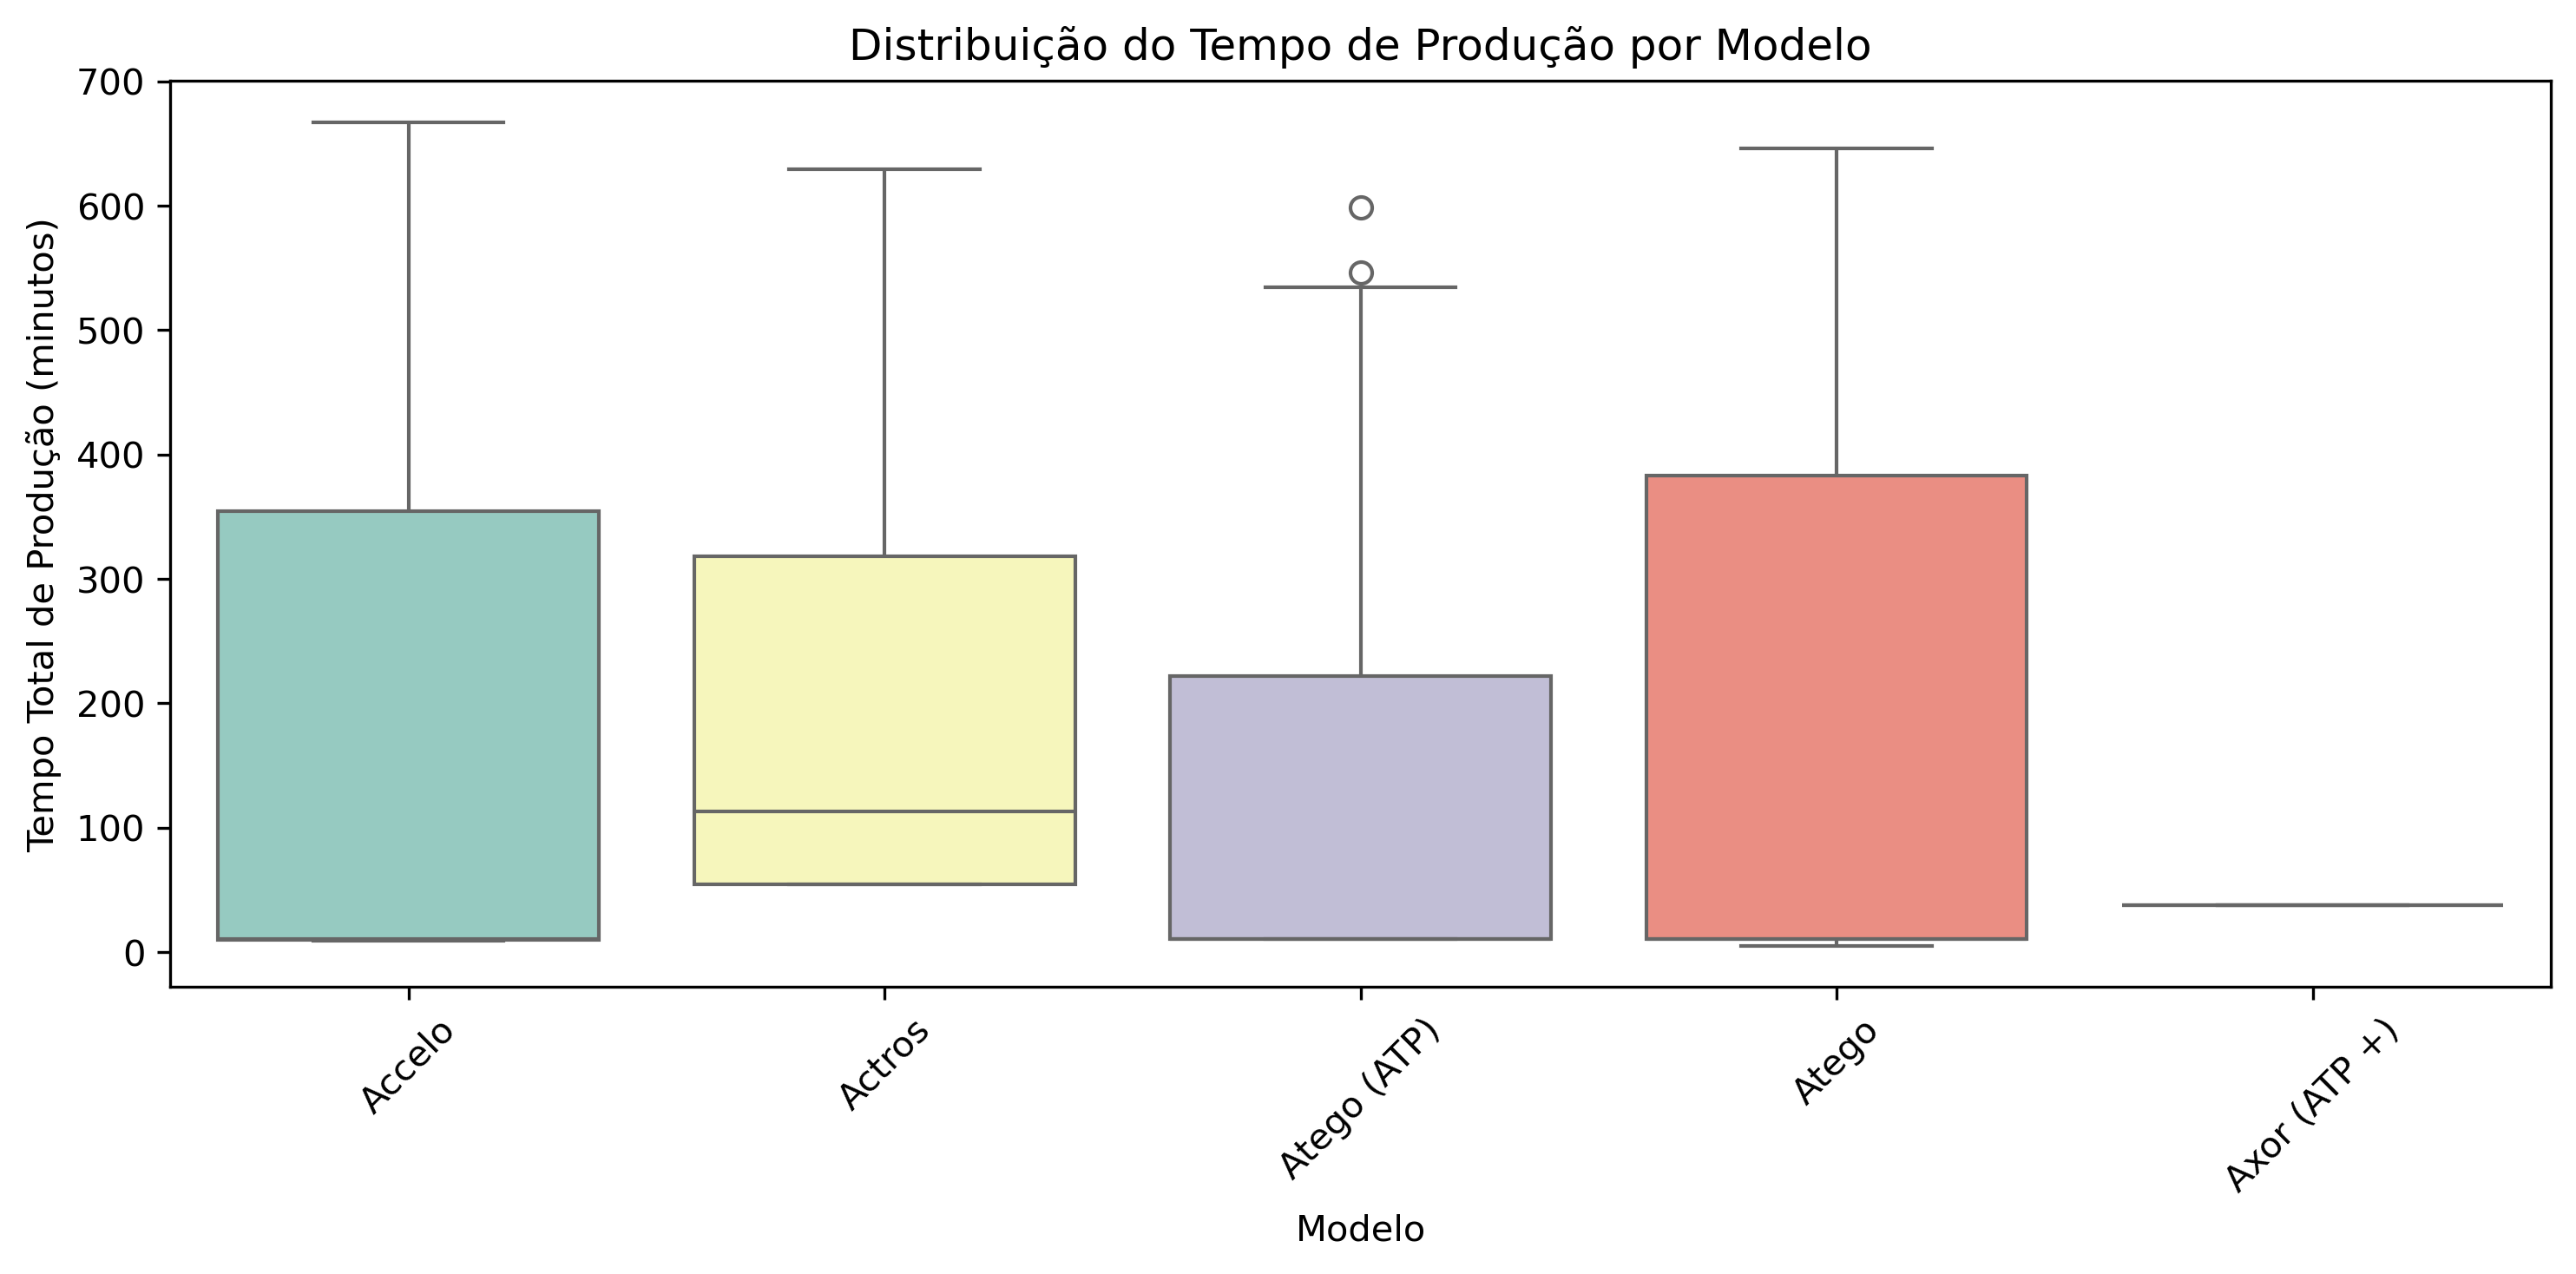 Distribuição do Tempo de Produção por Modelo
Tempo Total de Produção (minutos)
700
600
500
400
300
200
100
0
Accelo
Actros
Atego (ATP)
Atego
Axor (ATP +)
Modelo